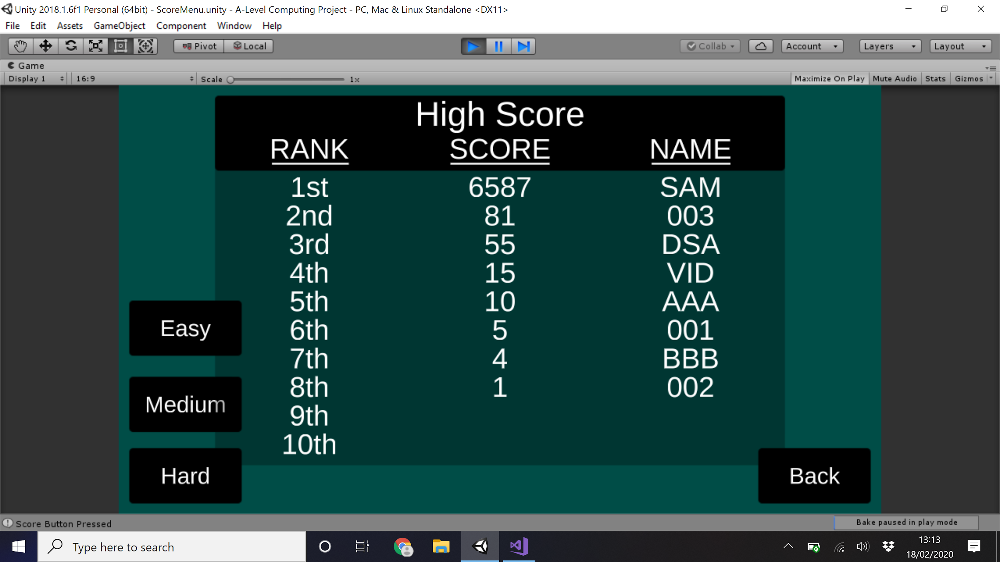 Unity 2018.1.6f1 Personal (64bit) - ScoreMenu.unity - A-Level Computing Project - PC, Mac & Linux Standalone <DX11>
File Edit Assets GameObject Component Window Help
Pivot Local Collab Account Layers Layout
Game
Display 1 16:9 Scale 1x Maximize On Play Mute Audio Stats Gizmos
High Score
RANK SCORE NAME
1st 6587 SAM
2nd 81 003
3rd 55 DSA
4th 15 VID
5th 10 AAA
6th 5 001
7th 4 BBB
8th 1 002
9th
10th
Easy
Medium
Hard
Back
Score Button Pressed
Bake paused in play mode
Type here to search
13:13
18/02/2020